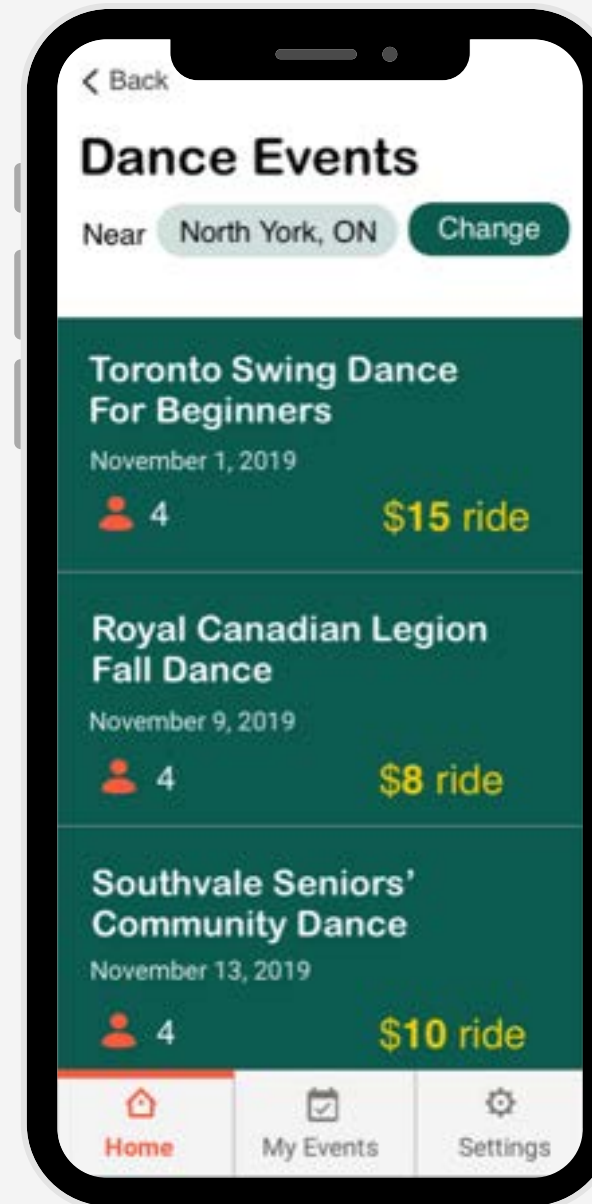 Back
Dance Events
Near North York, ON Change
Toronto Swing Dance
For Beginners
November 1, 2019
4 $15 ride
Royal Canadian Legion
Fall Dance
November 9, 2019
4 $8 ride
Southvale Seniors’
Community Dance
November 13, 2019
4 $10 ride
Home My Events Settings